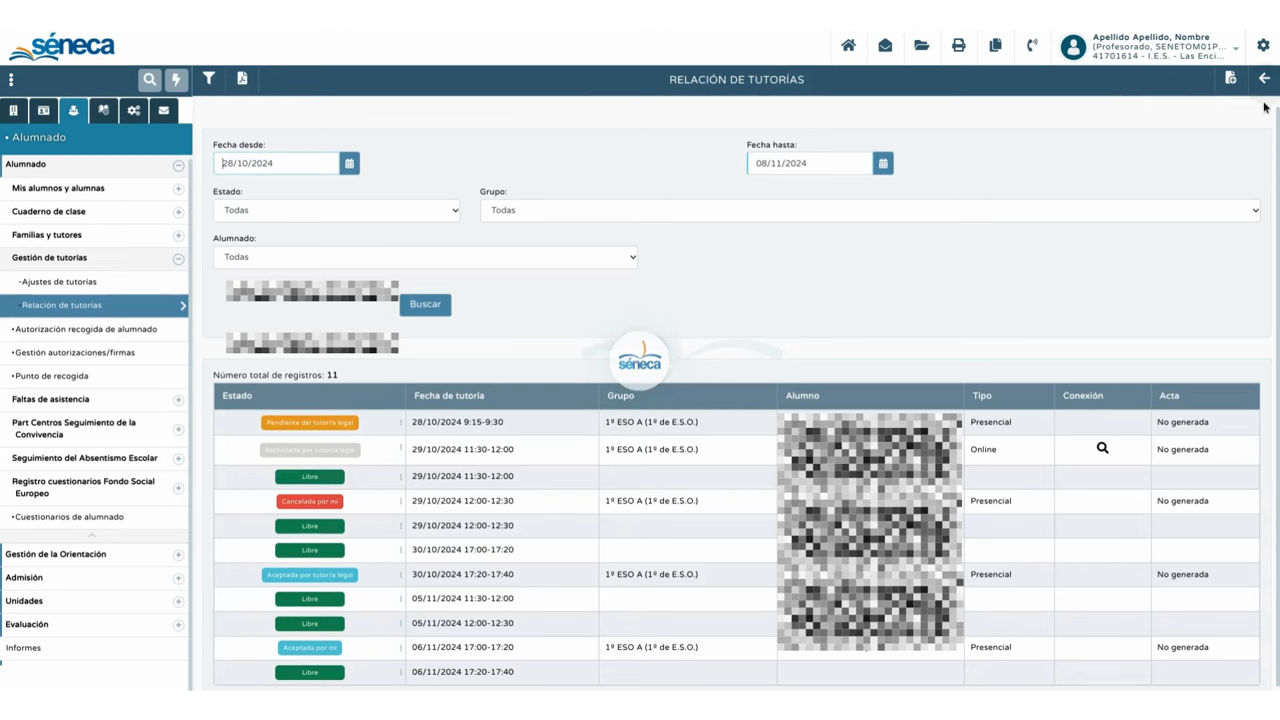 séneca
Apellido Apellido, Nombre
(Profesorado, SENETOM01P...
41701614 - I.E.S. - Las Enci...
RELACIÓN DE TUTORÍAS
• Alumnado
Alumnado
Mis alumnos y alumnas
Cuaderno de clase
Familias y tutores
Gestión de tutorías
-Ajustes de tutorías
-Relación de tutorías
•Autorización recogida de alumnado
•Gestión autorizaciones/firmas
•Punto de recogida
Faltas de asistencia
Part Centros Seguimiento de la
Convivencia
Seguimiento del Absentismo Escolar
Registro cuestionarios Fondo Social
Europeo
•Cuestionarios de alumnado
Gestión de la Orientación
Admisión
Unidades
Evaluación
Informes
Fecha desde: Fecha hasta:
28/10/2024 08/11/2024
Estado: Grupo:
Todas Todas
Alumnado:
Todas
Buscar
séneca
Número total de registros: 11
Estado Fecha de tutoría Grupo Alumno Tipo Conexión Acta
Pendiente del tutor/a legal 28/10/2024 9:15-9:30 1º ESO A (1º de E.S.O.) Presencial No generada
Rechazada por tutor/a legal 29/10/2024 11:30-12:00 1º ESO A (1º de E.S.O.) Online No generada
Libre 29/10/2024 11:30-12:00
Cancelada por mi 29/10/2024 12:00-12:30 1º ESO A (1º de E.S.O.) Presencial No generada
Libre 29/10/2024 12:00-12:30
Libre 30/10/2024 17:00-17:20
Aceptada por tutor/a legal 30/10/2024 17:20-17:40 1º ESO A (1º de E.S.O.) Presencial No generada
Libre 05/11/2024 11:30-12:00
Libre 05/11/2024 12:00-12:30
Aceptada por mi 06/11/2024 17:00-17:20 1º ESO A (1º de E.S.O.) Presencial No generada
Libre 06/11/2024 17:20-17:40